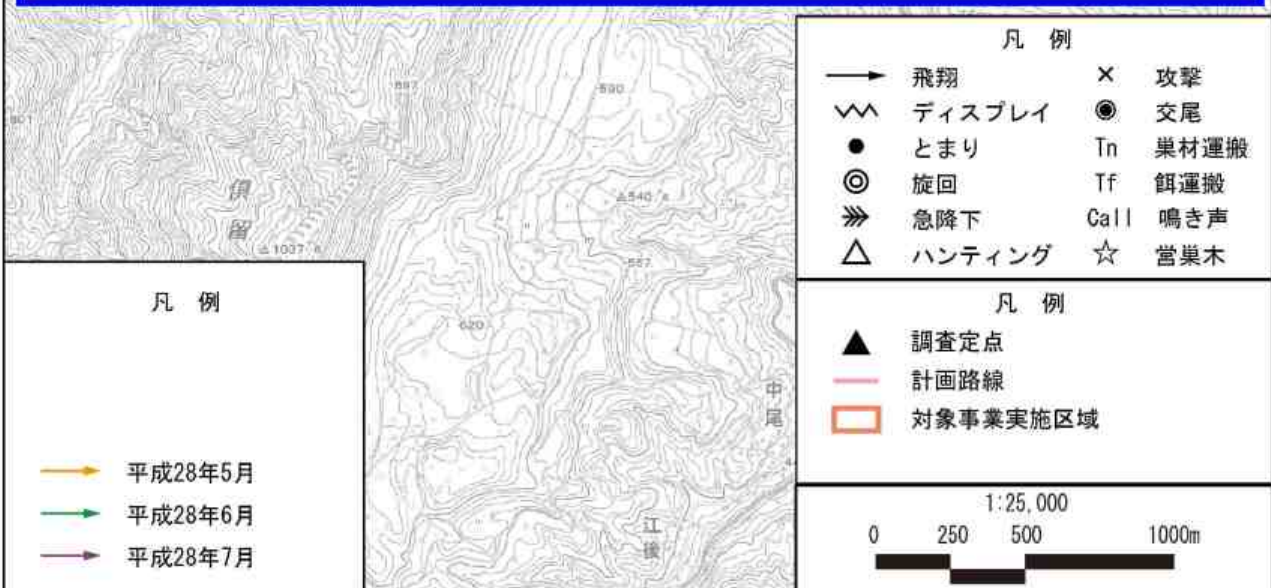 凡 例
飛翔 × 攻撃
ディスプレイ 交尾
とまり Tn 巣材運搬
旋回 Tf 餌運搬
急降下 Call 鳴き声
ハンティング 営巣木
凡 例
調査定点
計画路線
対象事業実施区域
1:25,000
0 250 500 1000m
凡 例
平成28年5月
平成28年6月
平成28年7月
590
540
557
620
中尾
江後